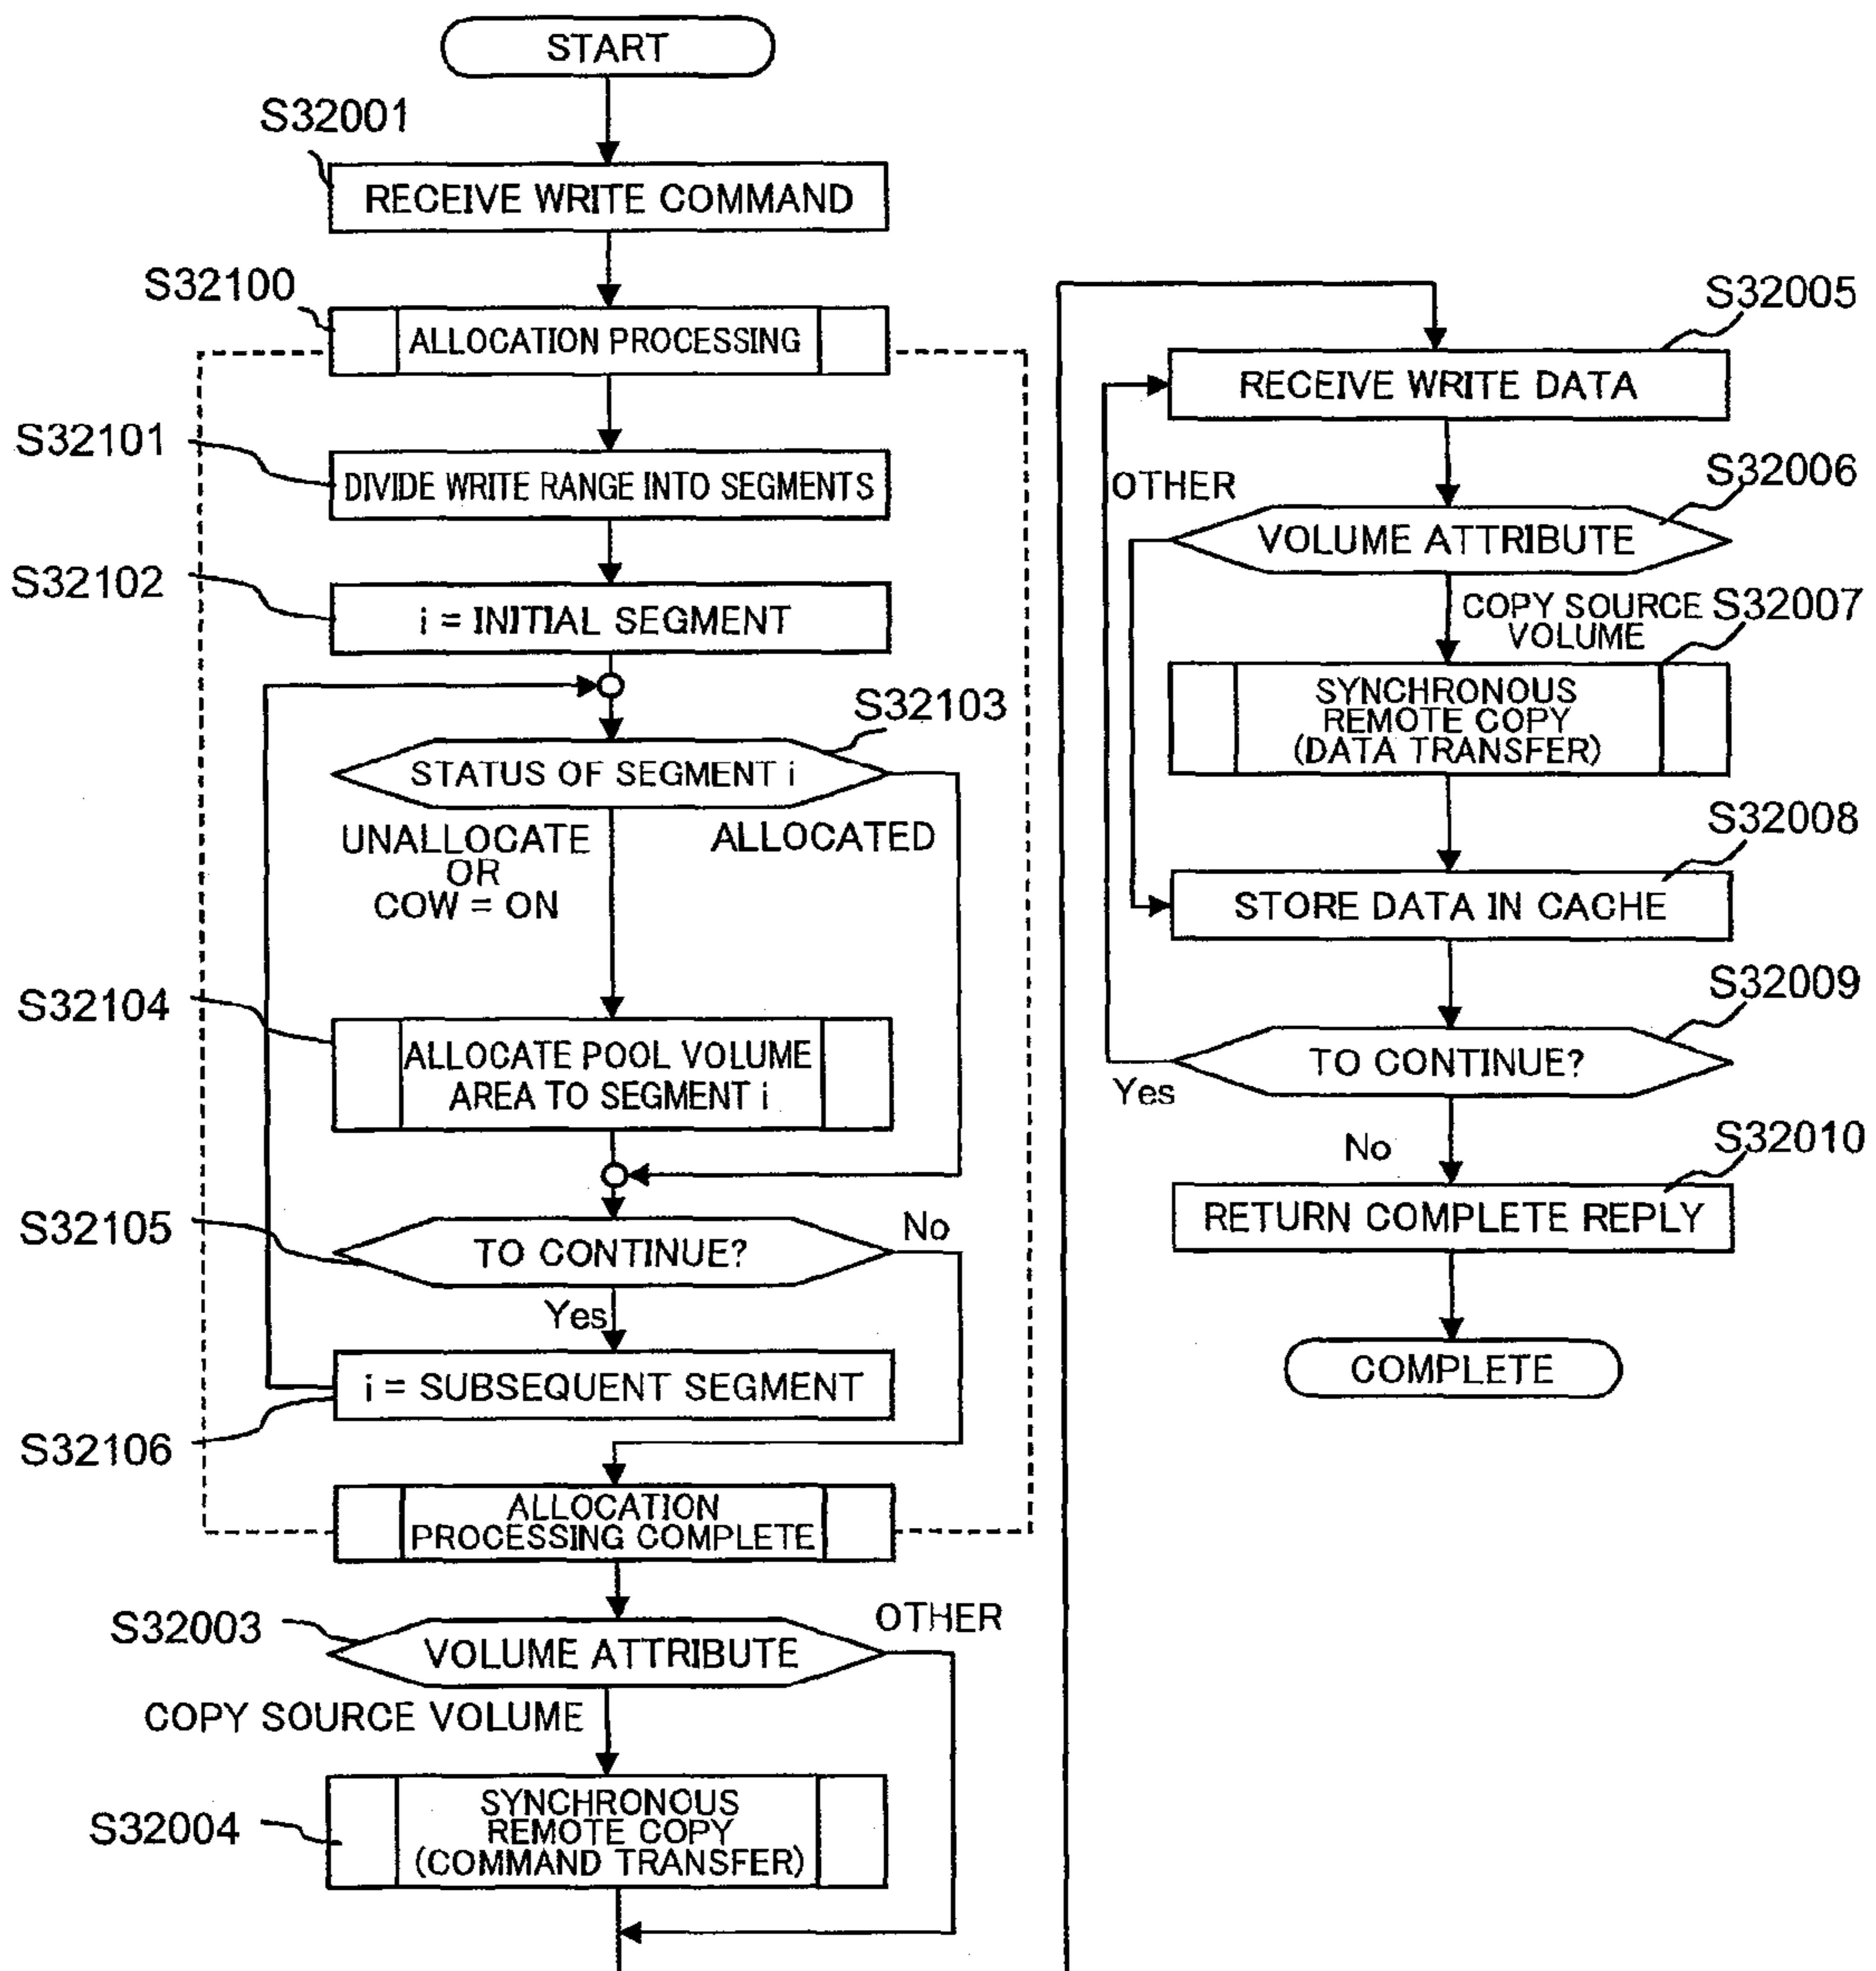 START
S32001
RECEIVE WRITE COMMAND
S32100
ALLOCATION PROCESSING
S32101
DIVIDE WRITE RANGE INTO SEGMENTS
S32102
i = INITIAL SEGMENT
S32103
STATUS OF SEGMENT i
UNALLOCATE
OR
COW = ON
ALLOCATED
S32104
ALLOCATE POOL VOLUME
AREA TO SEGMENT i
S32105
TO CONTINUE?
No
Yes
i = SUBSEQUENT SEGMENT
S32106
ALLOCATION
PROCESSING COMPLETE
S32003
VOLUME ATTRIBUTE
OTHER
COPY SOURCE VOLUME
S32004
SYNCHRONOUS
REMOTE COPY
(COMMAND TRANSFER)
S32005
RECEIVE WRITE DATA
OTHER
S32006
VOLUME ATTRIBUTE
COPY SOURCE
VOLUME
S32007
SYNCHRONOUS
REMOTE COPY
(DATA TRANSFER)
S32008
STORE DATA IN CACHE
S32009
TO CONTINUE?
Yes
No
S32010
RETURN COMPLETE REPLY
COMPLETE